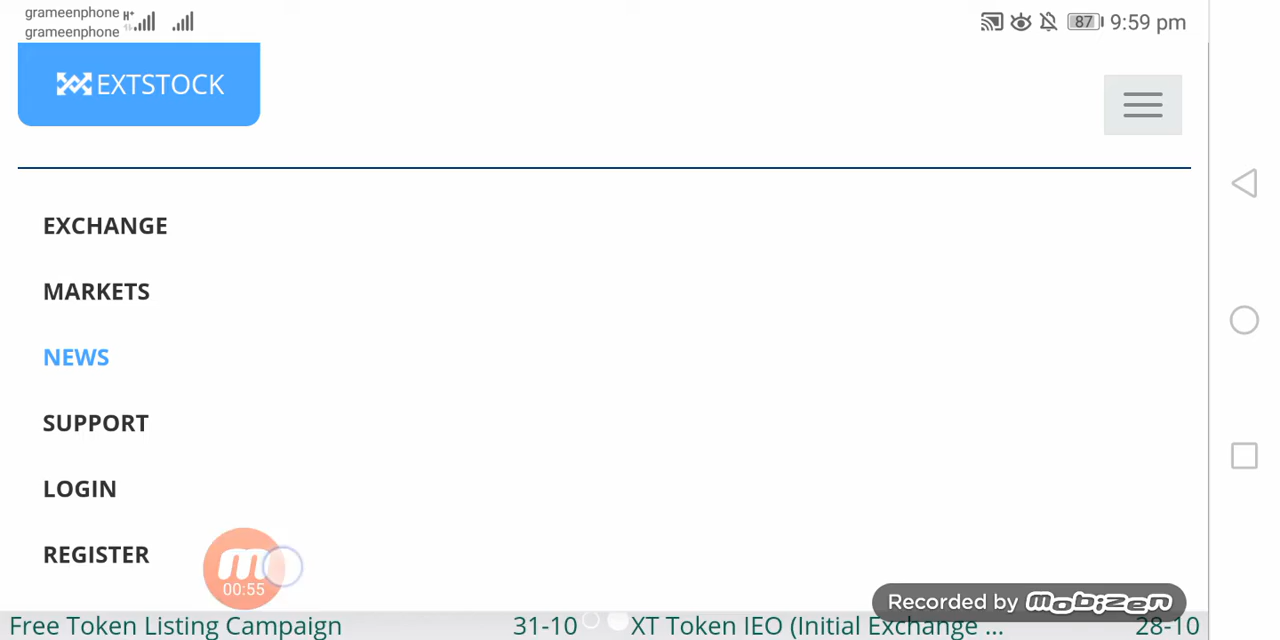 grameenphone H+
grameenphone
87 9:59 pm
EXTSTOCK
EXCHANGE
MARKETS
NEWS
SUPPORT
LOGIN
REGISTER
m
00:55
Recorded by mobizen
Free Token Listing Campaign 31-10
XT Token IEO (Initial Exchange ... 28-10